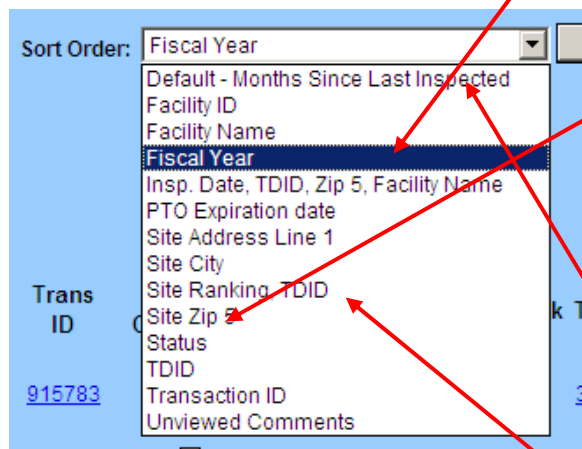 Sort Order: Fiscal Year
Default - Months Since Last Inspected
Facility ID
Facility Name
Fiscal Year
Insp. Date, TDID, Zip 5, Facility Name
PTO Expiration date
Site Address Line 1
Site City
Site Ranking, TDID
Site Zip 5
Status
TDID
Transaction ID
Unviewed Comments
Trans
ID
k T
915783